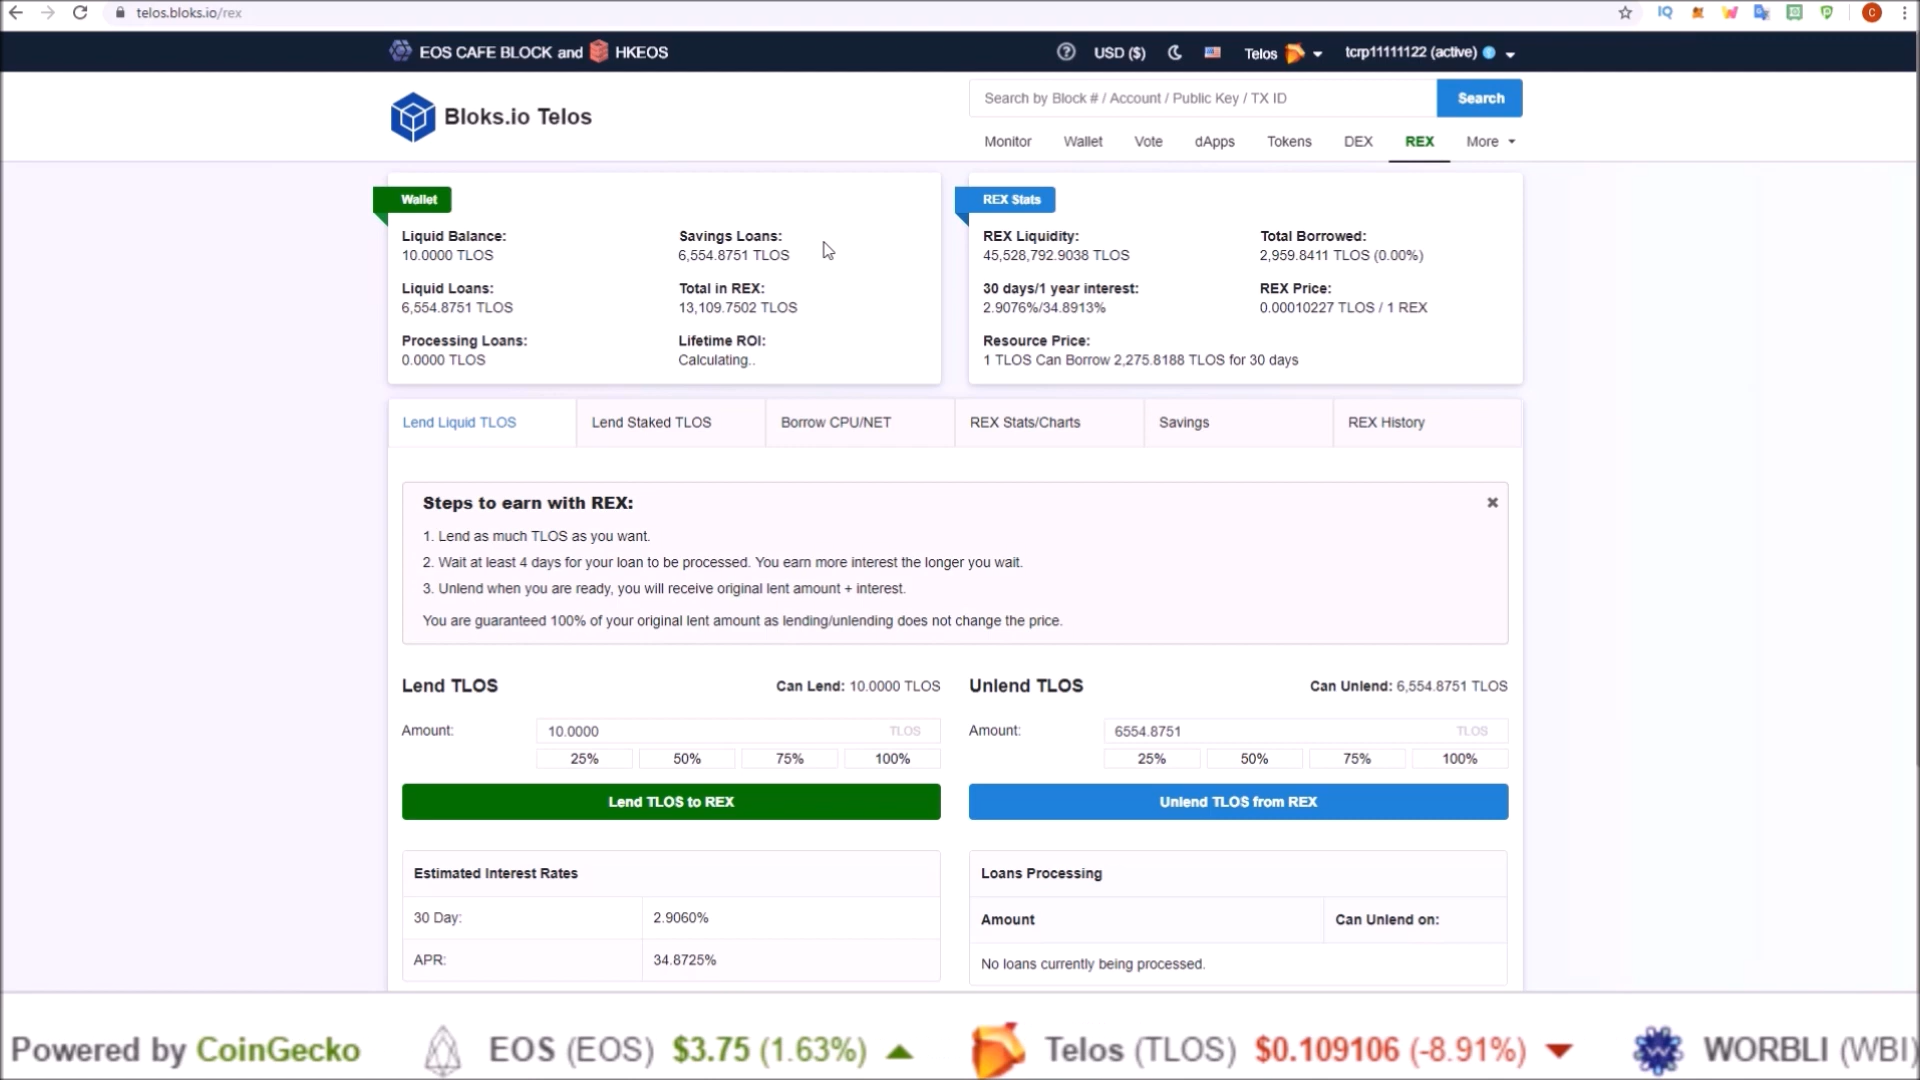 telos.bloks.io/rex
EOS CAFE BLOCK and HKEOS
USD ($)
Telos
tcrp11111122 (active)
Bloks.io Telos
Search by Block # / Account / Public Key / TX ID
Search
Monitor Wallet Vote dApps Tokens DEX REX More
Wallet
Liquid Balance: Savings Loans:
10.0000 TLOS 6,554.8751 TLOS
Liquid Loans: Total in REX:
6,554.8751 TLOS 13,109.7502 TLOS
Processing Loans: Lifetime ROI:
0.0000 TLOS Calculating..
REX Stats
REX Liquidity: Total Borrowed:
45,528,792.9038 TLOS 2,959.8411 TLOS (0.00%)
30 days/1 year interest: REX Price:
2.9076%/34.8913% 0.00010227 TLOS / 1 REX
Resource Price:
1 TLOS Can Borrow 2,275.8188 TLOS for 30 days
Lend Liquid TLOS Lend Staked TLOS Borrow CPU/NET REX Stats/Charts Savings REX History
Steps to earn with REX:
1. Lend as much TLOS as you want.
2. Wait at least 4 days for your loan to be processed. You earn more interest the longer you wait.
3. Unlend when you are ready, you will receive original lent amount + interest.
You are guaranteed 100% of your original lent amount as lending/unlending does not change the price.
Lend TLOS Can Lend: 10.0000 TLOS
Amount: 10.0000 TLOS
25% 50% 75% 100%
Lend TLOS to REX
Unlend TLOS Can Unlend: 6,554.8751 TLOS
Amount: 6554.8751 TLOS
25% 50% 75% 100%
Unlend TLOS from REX
Estimated Interest Rates
30 Day: 2.9060%
APR: 34.8725%
Loans Processing
Amount Can Unlend on:
No loans currently being processed.
Powered by CoinGecko EOS (EOS) $3.75 (1.63%) Telos (TLOS) $0.109106 (-8.91%) WORBLI (WBI)